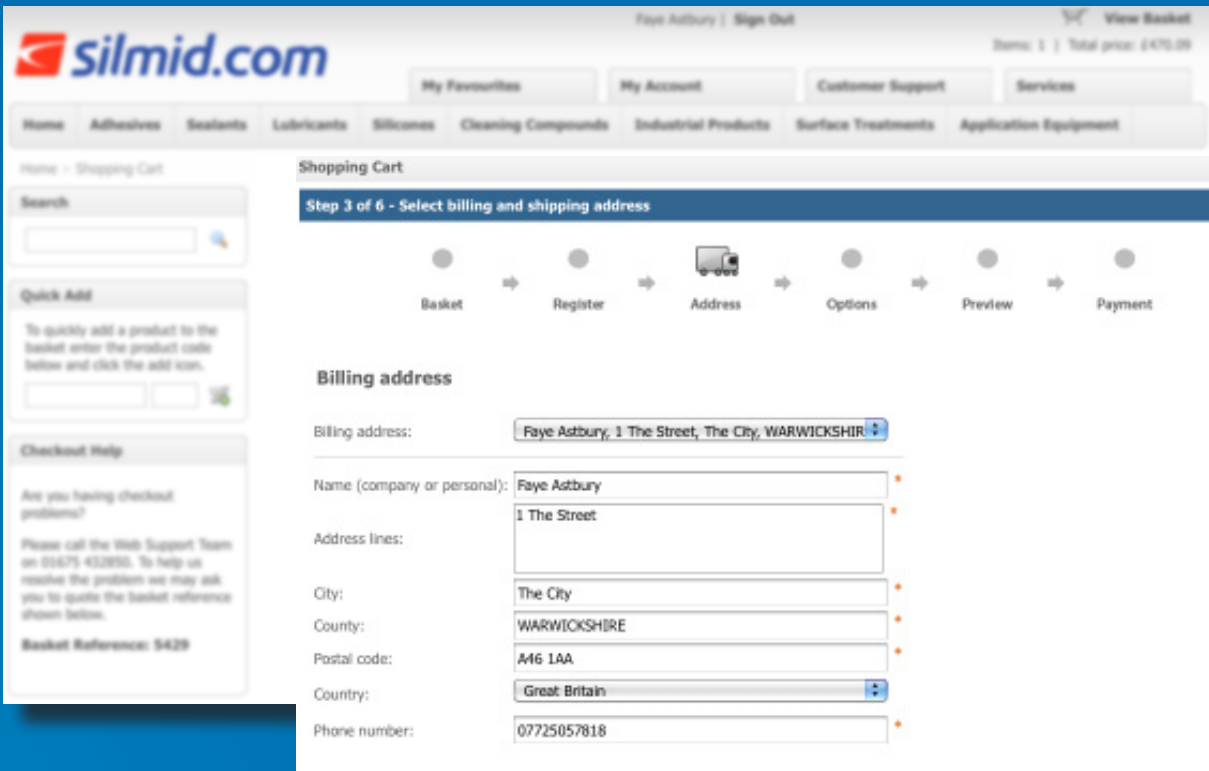 Faye Astbury | Sign Out
View Basket
Items: 1 | Total price: £470.09
Silmid.com
My Favourites
My Account
Customer Support
Services
Home
Adhesives
Sealants
Lubricants
Silicones
Cleaning Compounds
Industrial Products
Surface Treatments
Application Equipment
Home > Shopping Cart
Search
Quick Add
To quickly add a product to the
basket enter the product code
below and click the add icon.
Checkout Help
Are you having checkout
problems?
Please call the Web Support Team
on 01675 432850. To help us
resolve the problem we may ask
you to quote the basket reference
shown below.
Basket Reference: 5429
Shopping Cart
Step 3 of 6 - Select billing and shipping address
Basket
Register
Address
Options
Preview
Payment
Billing address
Billing address: Faye Astbury, 1 The Street, The City, WARWICKSHIR
Name (company or personal): Faye Astbury *
Address lines: 1 The Street *
City: The City *
County: WARWICKSHIRE *
Postal code: A46 1AA *
Country: Great Britain
Phone number: 07725057818 *